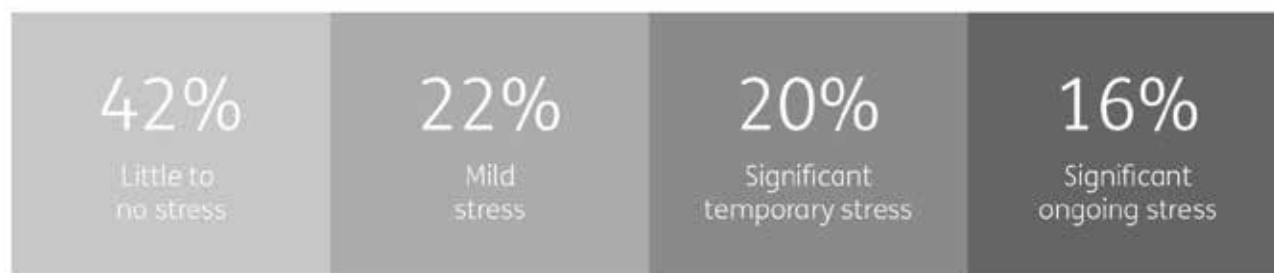 42%
Little to
no stress
22%
Mild
stress
20%
Significant
temporary stress
16%
Significant
ongoing stress